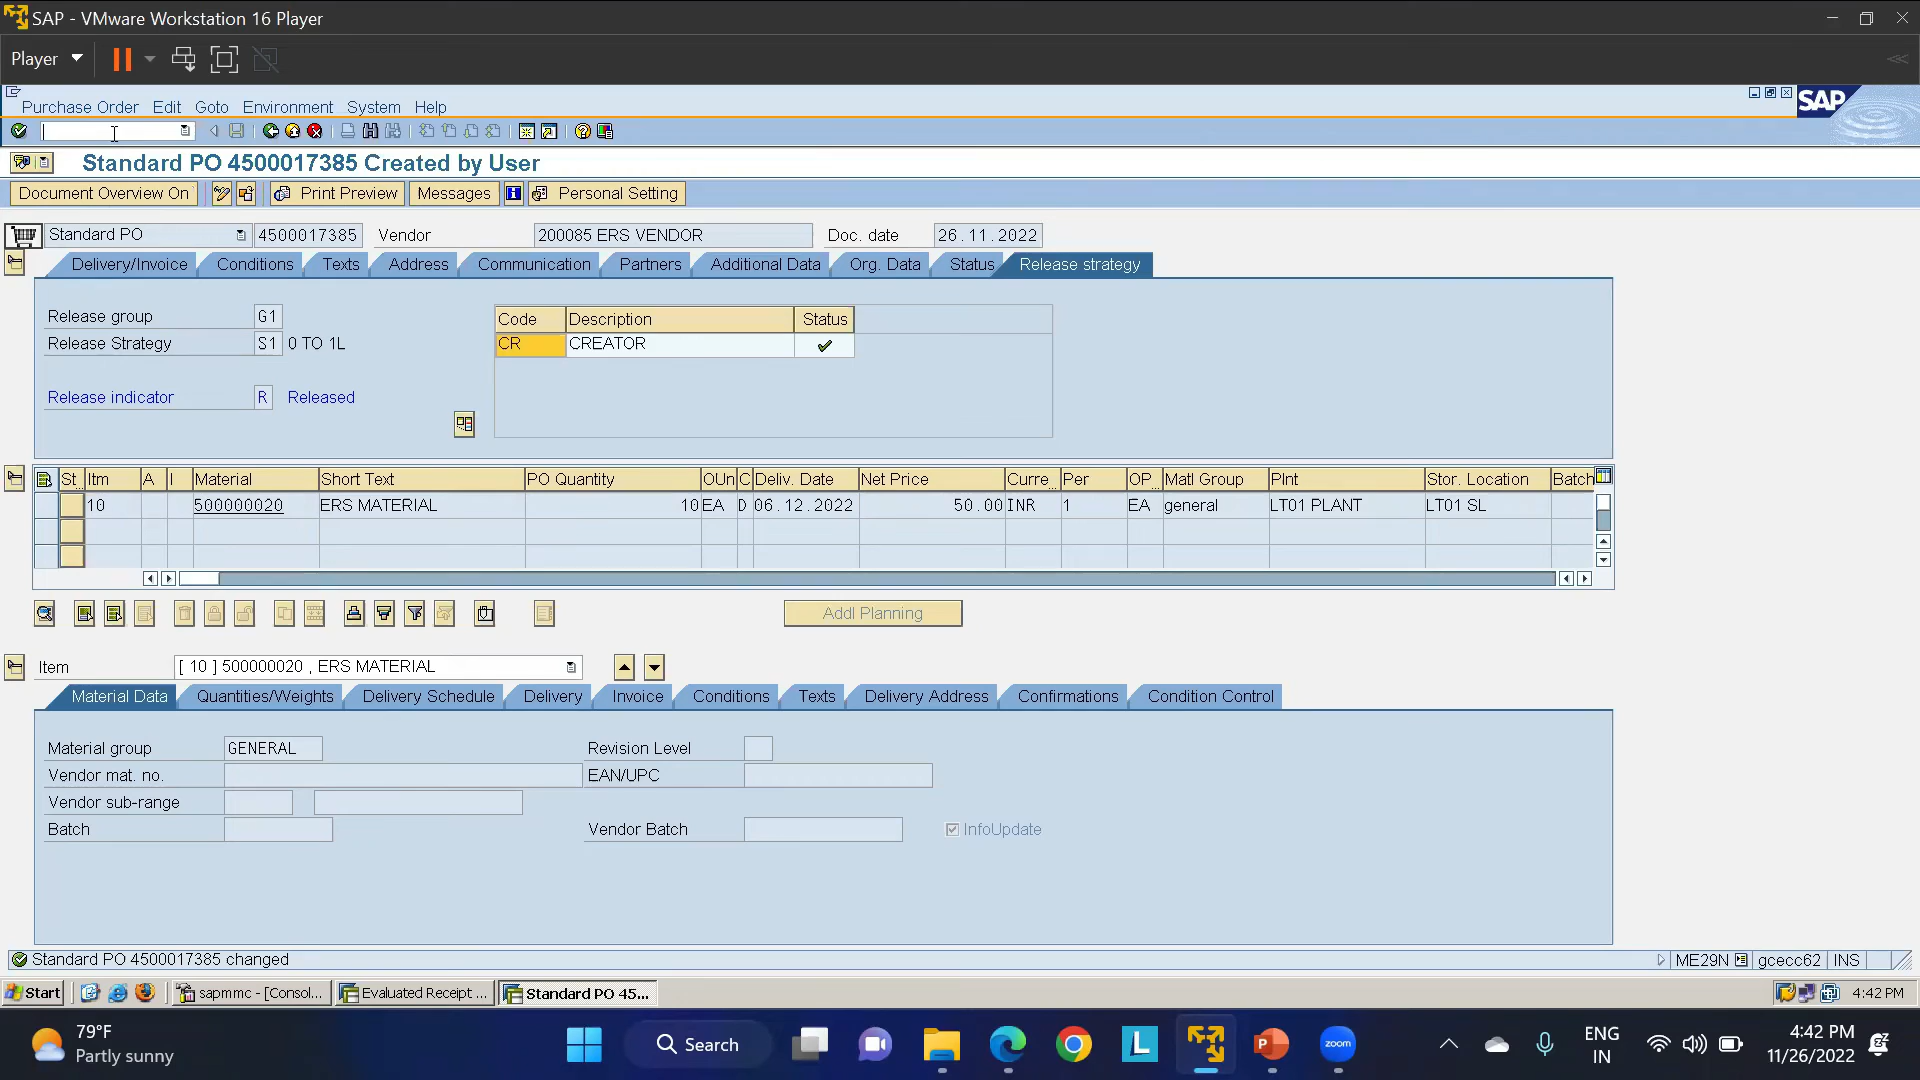 SAP - VMware Workstation 16 Player
Player
Purchase Order Edit Goto Environment System Help
SAP
Standard PO 4500017385 Created by User
Document Overview On Print Preview Messages Personal Setting
Standard PO 4500017385 Vendor 200085 ERS VENDOR Doc. date 26.11.2022
Delivery/Invoice Conditions Texts Address Communication Partners Additional Data Org. Data Status Release strategy
Release group G1
Code Description Status
Release Strategy S1 0 TO 1L
CR CREATOR
Release indicator R Released
St.. Itm A I Material Short Text PO Quantity OUn C Deliv. Date Net Price Curre.. Per OP.. Matl Group Plnt Stor. Location Batch
10 500000020 ERS MATERIAL 10 EA D 06.12.2022 50.00 INR 1 EA general LT01 PLANT LT01 SL
Addl Planning
Item [ 10 ] 500000020 , ERS MATERIAL
Material Data Quantities/Weights Delivery Schedule Delivery Invoice Conditions Texts Delivery Address Confirmations Condition Control
Material group GENERAL Revision Level
Vendor mat. no. EAN/UPC
Vendor sub-range
Batch Vendor Batch InfoUpdate
Standard PO 4500017385 changed ME29N gcecc62 INS
Start sapmmc - [Consol... Evaluated Receipt ... Standard PO 45... 4:42 PM
79°F
Partly sunny
Search
L
P
zoom
ENG
IN
4:42 PM
11/26/2022